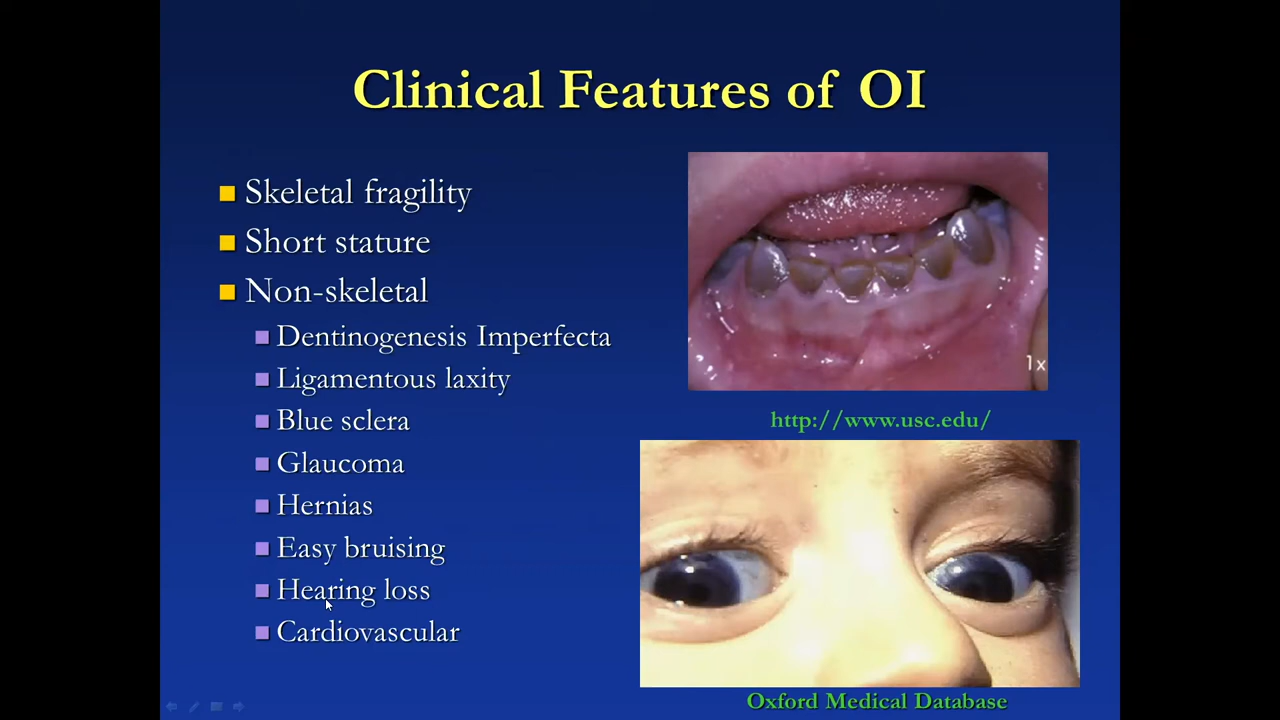 Clinical Features of OI
Skeletal fragility
Short stature
Non-skeletal
Dentinogenesis Imperfecta
Ligamentous laxity
Blue sclera
Glaucoma
Hernias
Easy bruising
Hearing loss
Cardiovascular
1x
http://www.usc.edu/
Oxford Medical Database